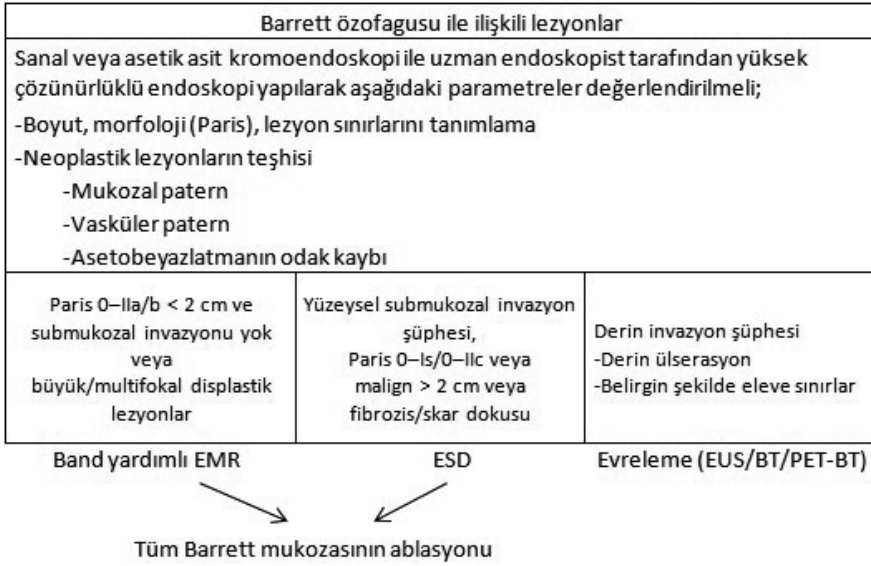 Barrett özofagusu ile ilişkili lezyonlar
Sanal veya asetik asit kromoendoskopi ile uzman endoskopist tarafından yüksek
çözünürlüklü endoskopi yapılarak aşağıdaki parametreler değerlendirilmeli;
-Boyut, morfoloji (Paris), lezyon sınırlarını tanımlama
-Neoplastik lezyonların teşhisi
-Mukozal patern
-Vasküler patern
-Asetobeyazlatmanın odak kaybı
Paris 0–IIa/b < 2 cm ve
submukozal invazyonu yok
veya
büyük/multifokal displastik
lezyonlar
Yüzeysel submukozal invazyon
şüphesi,
Paris 0–Is/0–IIc veya
malign > 2 cm veya
fibrozis/skar dokusu
Derin invazyon şüphesi
-Derin ülserasyon
-Belirgin şekilde eleve sınırlar
Band yardımlı EMR
ESD
Evreleme (EUS/BT/PET-BT)
Tüm Barrett mukozasının ablasyonu